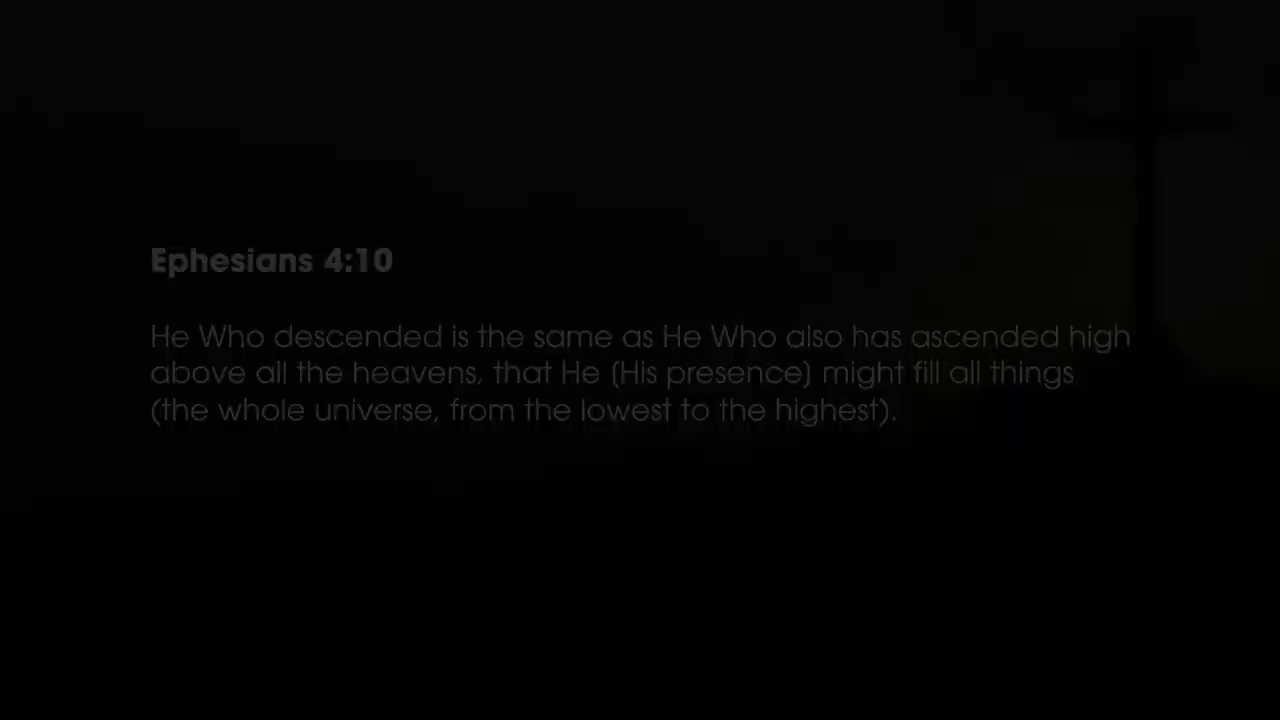 Ephesians 4:10
He Who descended is the same as He Who also has ascended high
above all the heavens, that He (His presence) might fill all things
(the whole universe, from the lowest to the highest).